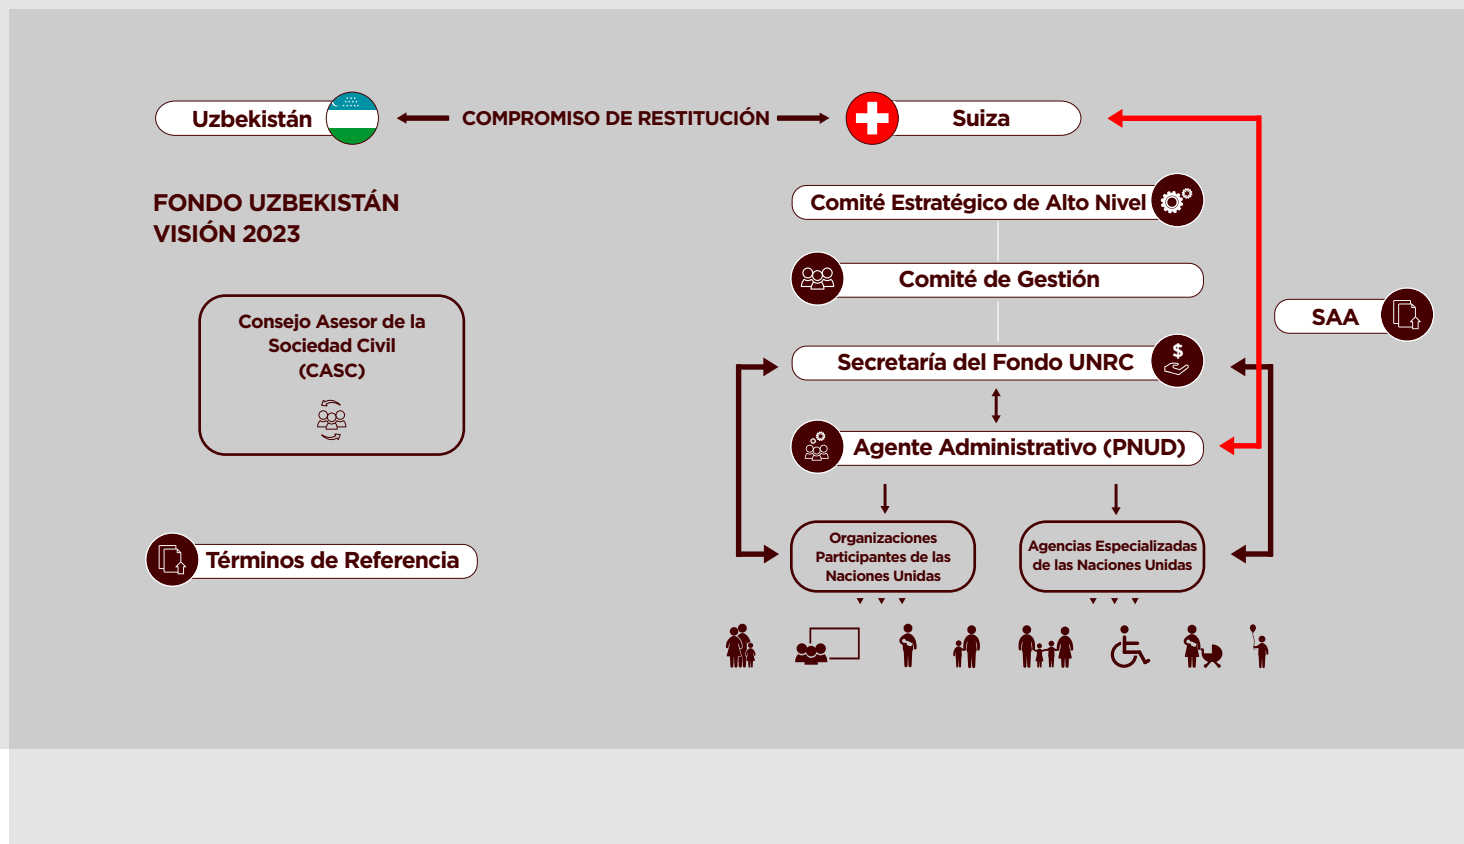 Uzbekistán
COMPROMISO DE RESTITUCIÓN
Suiza
FONDO UZBEKISTÁN
VISIÓN 2023
Comité Estratégico de Alto Nivel
Comité de Gestión
Consejo Asesor de la
Sociedad Civil
(CASC)
SAA
Secretaría del Fondo UNRC
$
Agente Administrativo (PNUD)
Términos de Referencia
Organizaciones
Participantes de las
Naciones Unidas
Agencias Especializadas
de las Naciones Unidas